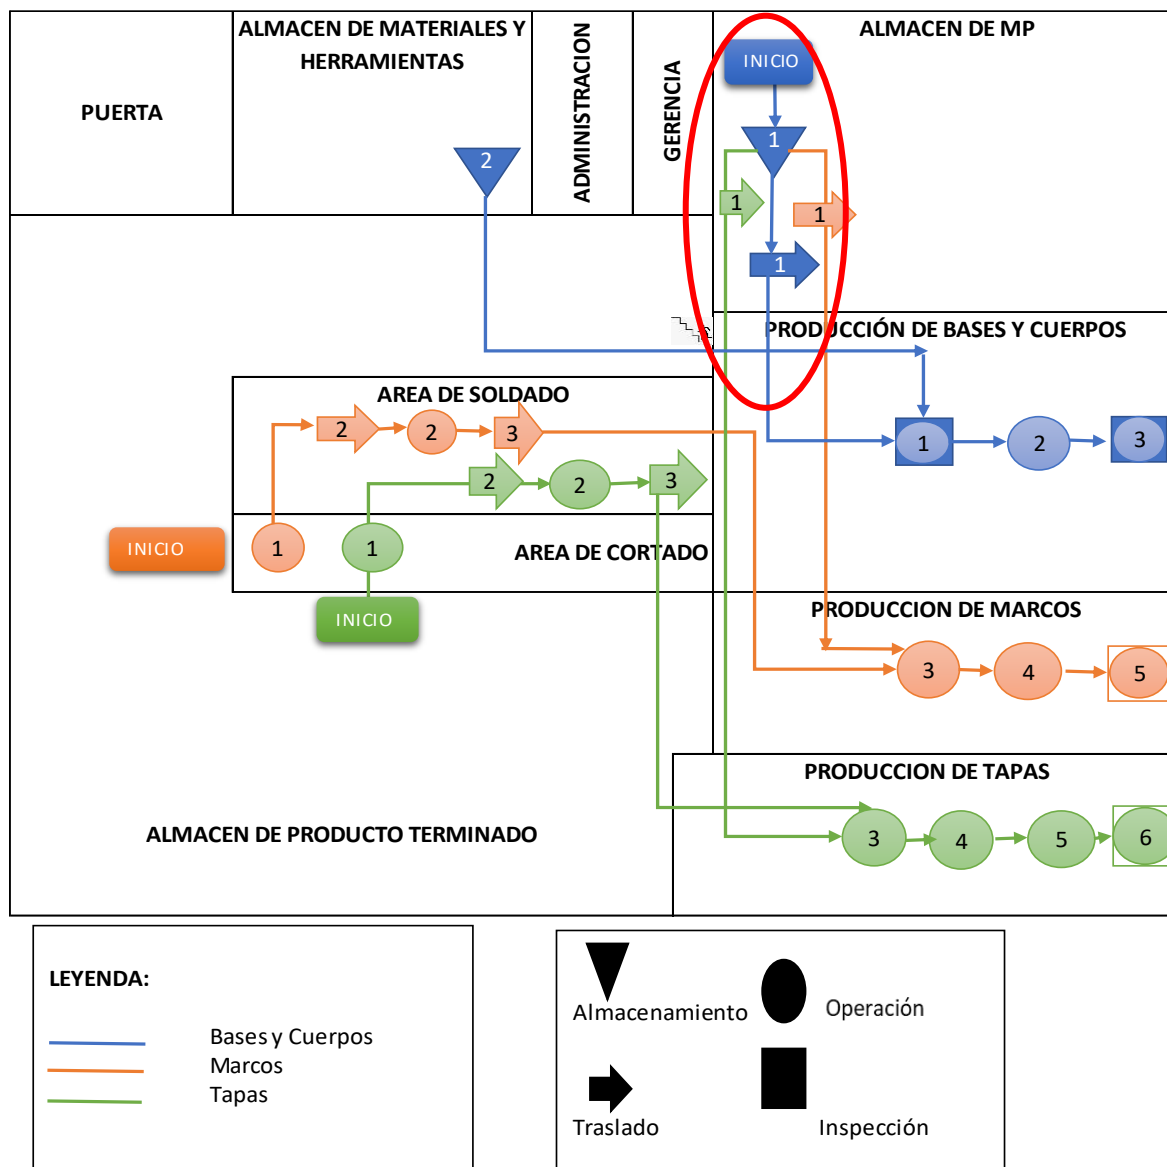 PUERTA
ALMACEN DE MATERIALES Y
HERRAMIENTAS
ADMINISTRACION
GERENCIA
ALMACEN DE MP
INICIO
1
2
1
1
1
PRODUCCIÓN DE BASES Y CUERPOS
1
2
3
AREA DE SOLDADO
2
2
3
2
2
3
INICIO
1
1
AREA DE CORTADO
INICIO
PRODUCCION DE MARCOS
3
4
5
PRODUCCION DE TAPAS
3
4
5
6
ALMACEN DE PRODUCTO TERMINADO
LEYENDA:
Bases y Cuerpos
Marcos
Tapas
Almacenamiento
Operación
Traslado
Inspección